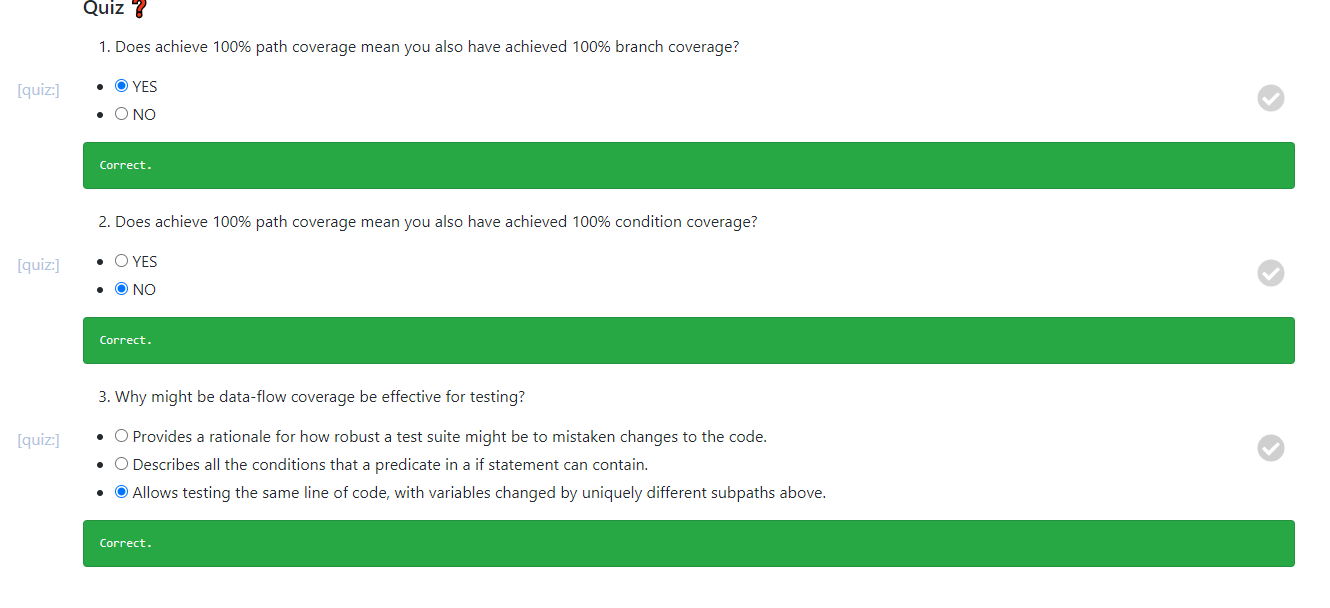 Quiz ❓
1. Does achieve 100% path coverage mean you also have achieved 100% branch coverage?
[quiz:]
YES
NO
Correct.
2. Does achieve 100% path coverage mean you also have achieved 100% condition coverage?
[quiz:]
YES
NO
Correct.
3. Why might be data-flow coverage be effective for testing?
[quiz:]
Provides a rationale for how robust a test suite might be to mistaken changes to the code.
Describes all the conditions that a predicate in a if statement can contain.
Allows testing the same line of code, with variables changed by uniquely different subpaths above.
Correct.